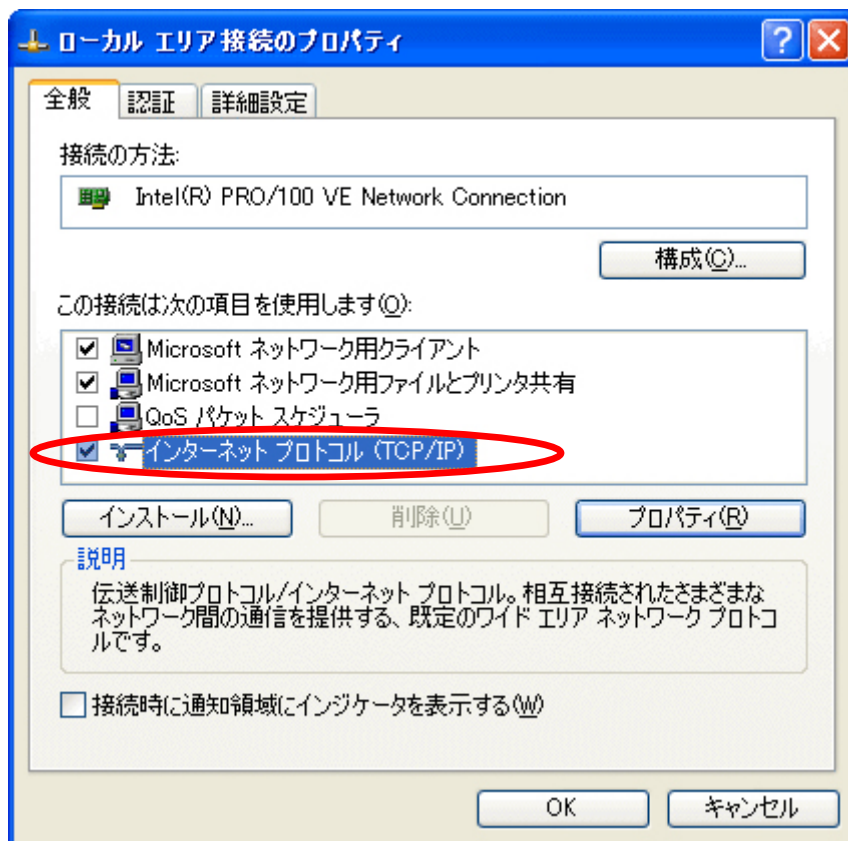 ローカル エリア接続のプロパティ
全般 認証 詳細設定
接続の方法:
Intel(R) PRO/100 VE Network Connection
構成(C)...
この接続は次の項目を使用します(O):
Microsoft ネットワーク用クライアント
Microsoft ネットワーク用ファイルとプリンタ共有
QoS パケット スケジューラ
インターネット プロトコル (TCP/IP)
インストール(N)... 削除(U) プロパティ(R)
説明
伝送制御プロトコル/インターネット プロトコル。相互接続されたさまざまな
ネットワーク間の通信を提供する、既定のワイド エリア ネットワーク プロトコ
ルです。
接続時に通知領域にインジケータを表示する(W)
OK キャンセル